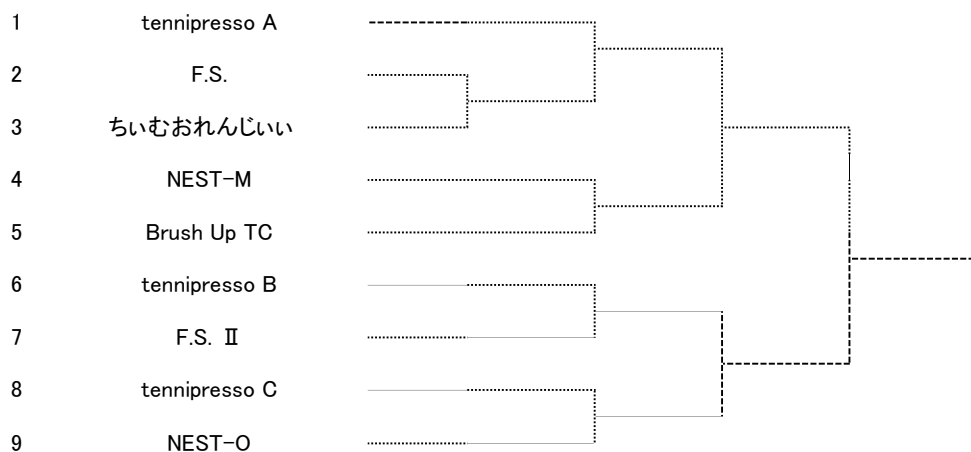 1 tennipresso A
2 F.S.
3 ちぃむおれんじぃぃ
4 NEST-M
5 Brush Up TC
6 tennipresso B
7 F.S. Ⅱ
8 tennipresso C
9 NEST-O